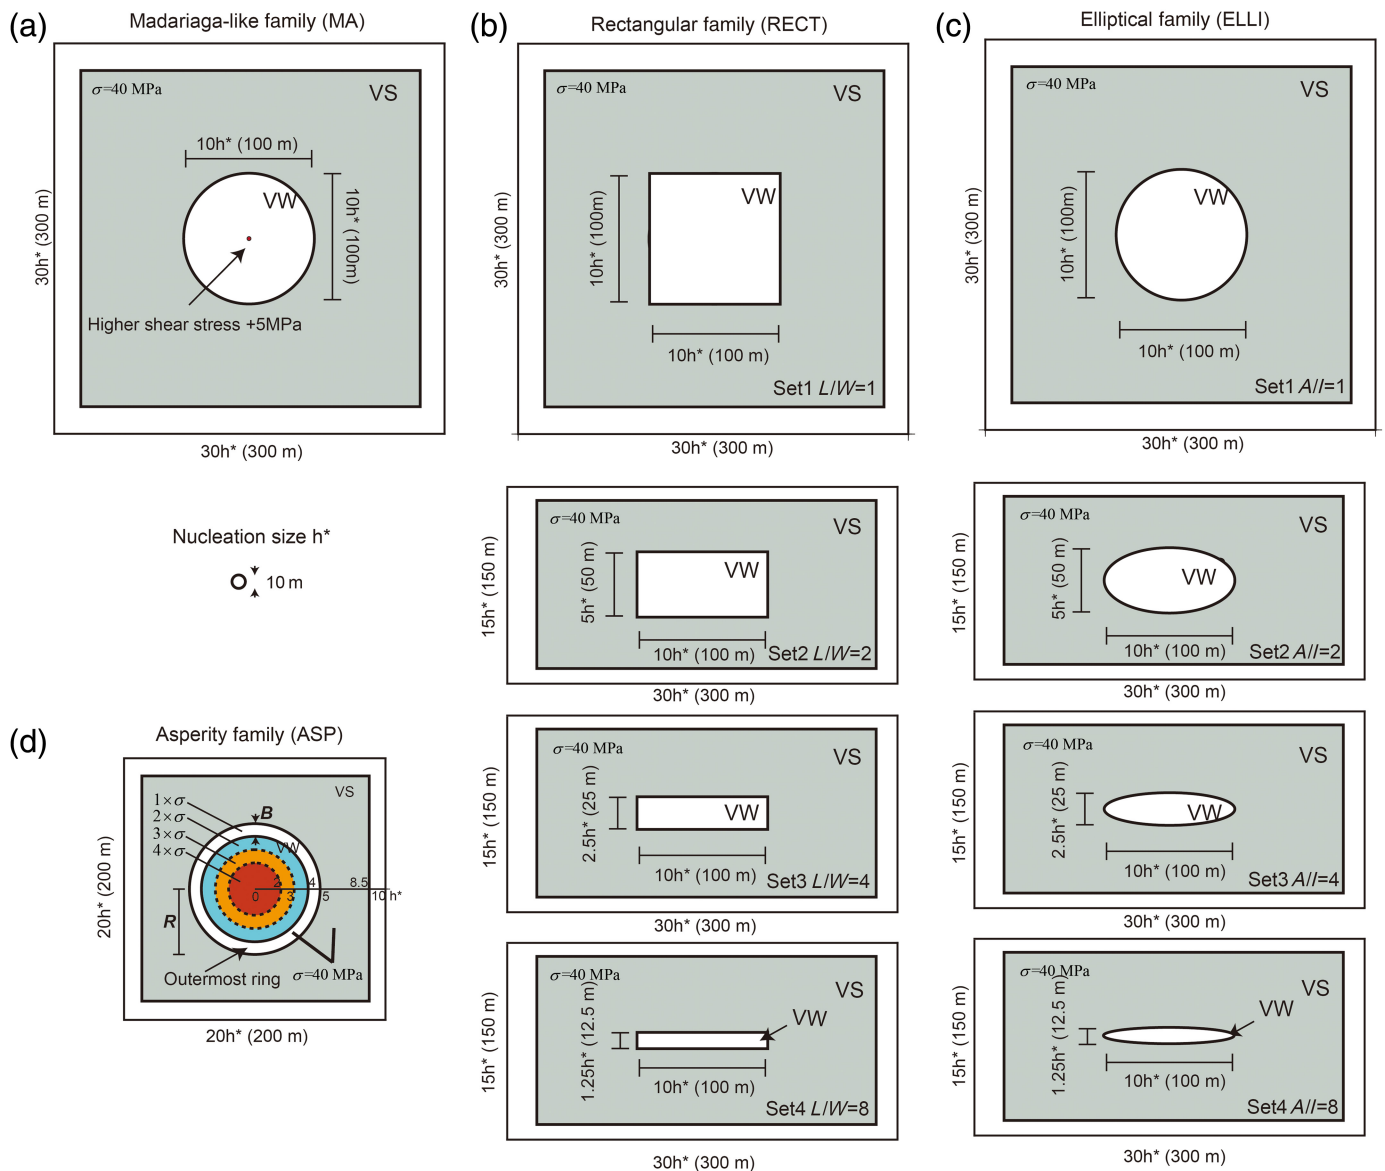 (a)
Madariaga-like family (MA)
σ=40 MPa
VS
10h* (100 m)
VW
10h* (100m)
30h* (300 m)
Higher shear stress +5MPa
30h* (300 m)
Nucleation size h*
10 m
(b)
Rectangular family (RECT)
σ=40 MPa
VS
VW
10h* (100m)
30h* (300 m)
10h* (100 m)
Set1 L/W=1
30h* (300 m)
σ=40 MPa
VS
VW
5h* (50 m)
15h* (150 m)
10h* (100 m)
Set2 L/W=2
30h* (300 m)
σ=40 MPa
VS
VW
2.5h* (25 m)
15h* (150 m)
10h* (100 m)
Set3 L/W=4
30h* (300 m)
σ=40 MPa
VS
VW
1.25h* (12.5 m)
15h* (150 m)
10h* (100 m)
Set4 L/W=8
30h* (300 m)
(c)
Elliptical family (ELLI)
σ=40 MPa
VS
VW
10h* (100m)
30h* (300 m)
10h* (100 m)
Set1 A/I=1
30h* (300 m)
σ=40 MPa
VS
VW
5h* (50 m)
15h* (150 m)
10h* (100 m)
Set2 A/I=2
30h* (300 m)
σ=40 MPa
VS
VW
2.5h* (25 m)
15h* (150 m)
10h* (100 m)
Set3 A/I=4
30h* (300 m)
σ=40 MPa
VS
VW
1.25h* (12.5 m)
15h* (150 m)
10h* (100 m)
Set4 A/I=8
30h* (300 m)
(d)
Asperity family (ASP)
VS
1×σ
2×σ
3×σ
4×σ
B
VW
2 4 8.5
0 3 5 10 h*
R
20h* (200 m)
Outermost ring
σ=40 MPa
20h* (200 m)